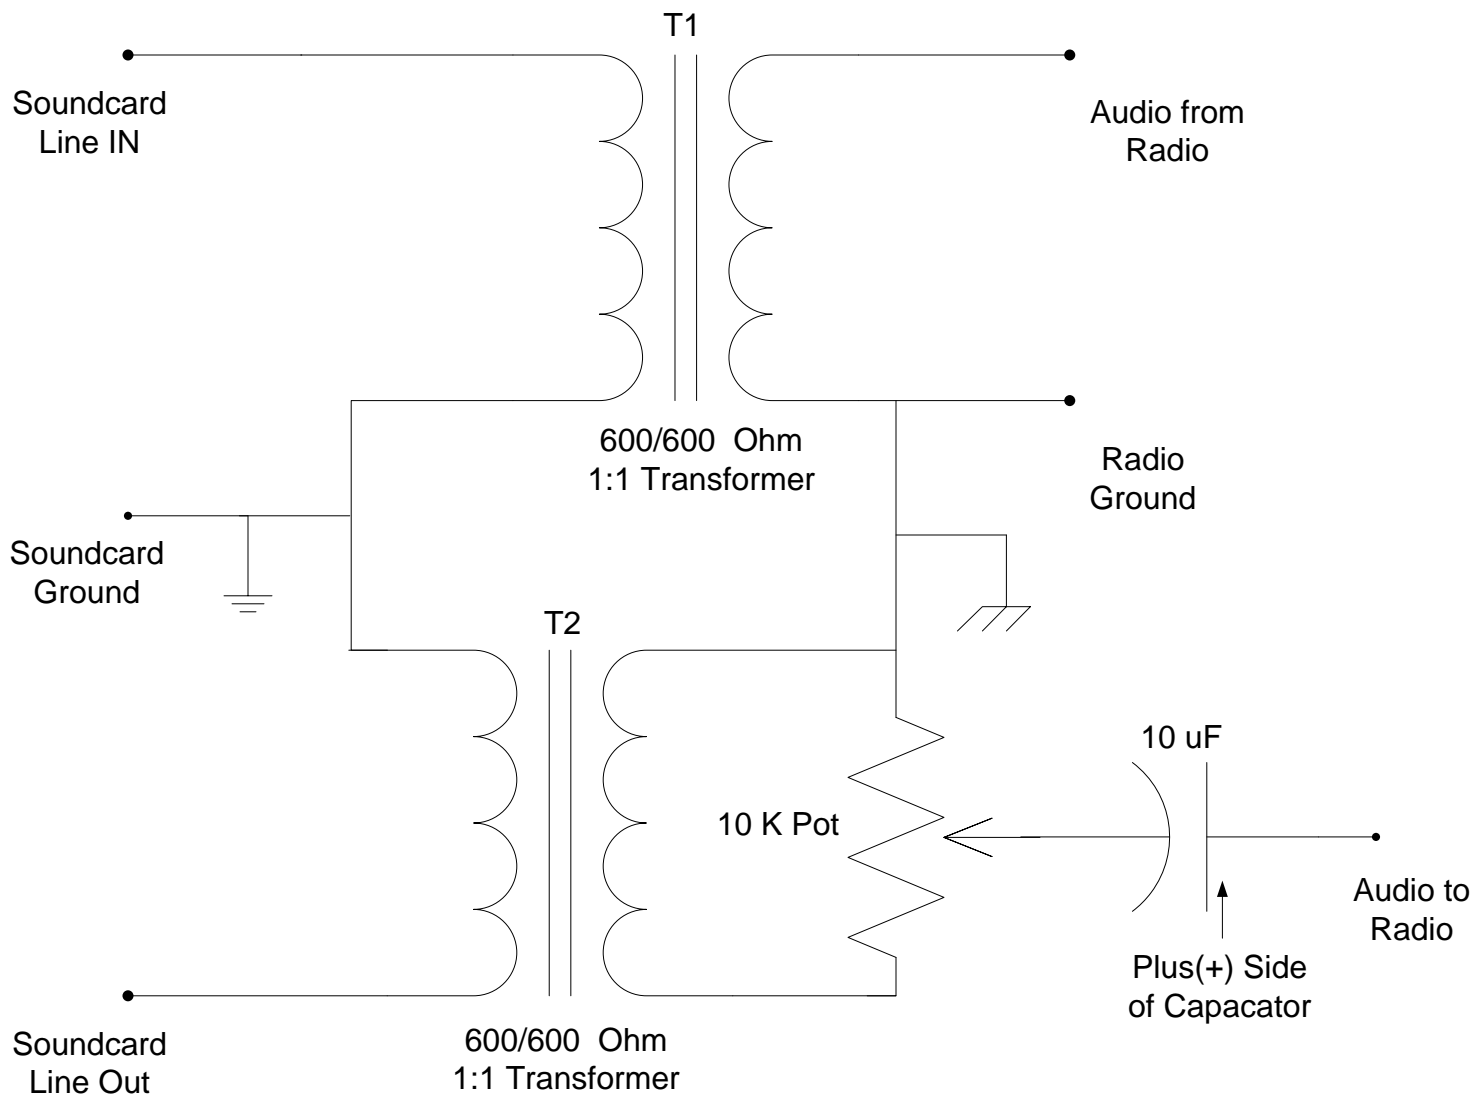 T1
Soundcard
Line IN
Audio from
Radio
600/600 Ohm
1:1 Transformer
Radio
Ground
Soundcard
Ground
T2
10 uF
10 K Pot
Audio to
Radio
Plus(+) Side
of Capacator
Soundcard
Line Out
600/600 Ohm
1:1 Transformer